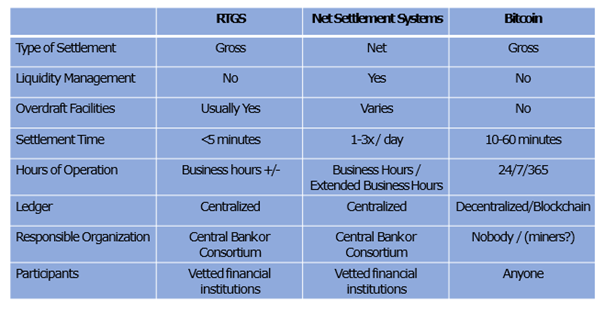 RTGS Net Settlement Systems Bitcoin
Type of Settlement Gross Net Gross
Liquidity Management No Yes No
Overdraft Facilities Usually Yes Varies No
Settlement Time <5 minutes 1-3x / day 10-60 minutes
Hours of Operation Business hours +/- Business Hours / 24/7/365
Extended Business Hours
Ledger Centralized Centralized Decentralized/Blockchain
Responsible Organization Central Bank or Central Bank or Nobody / (miners?)
Consortium Consortium
Participants Vetted financial Vetted financial Anyone
institutions institutions